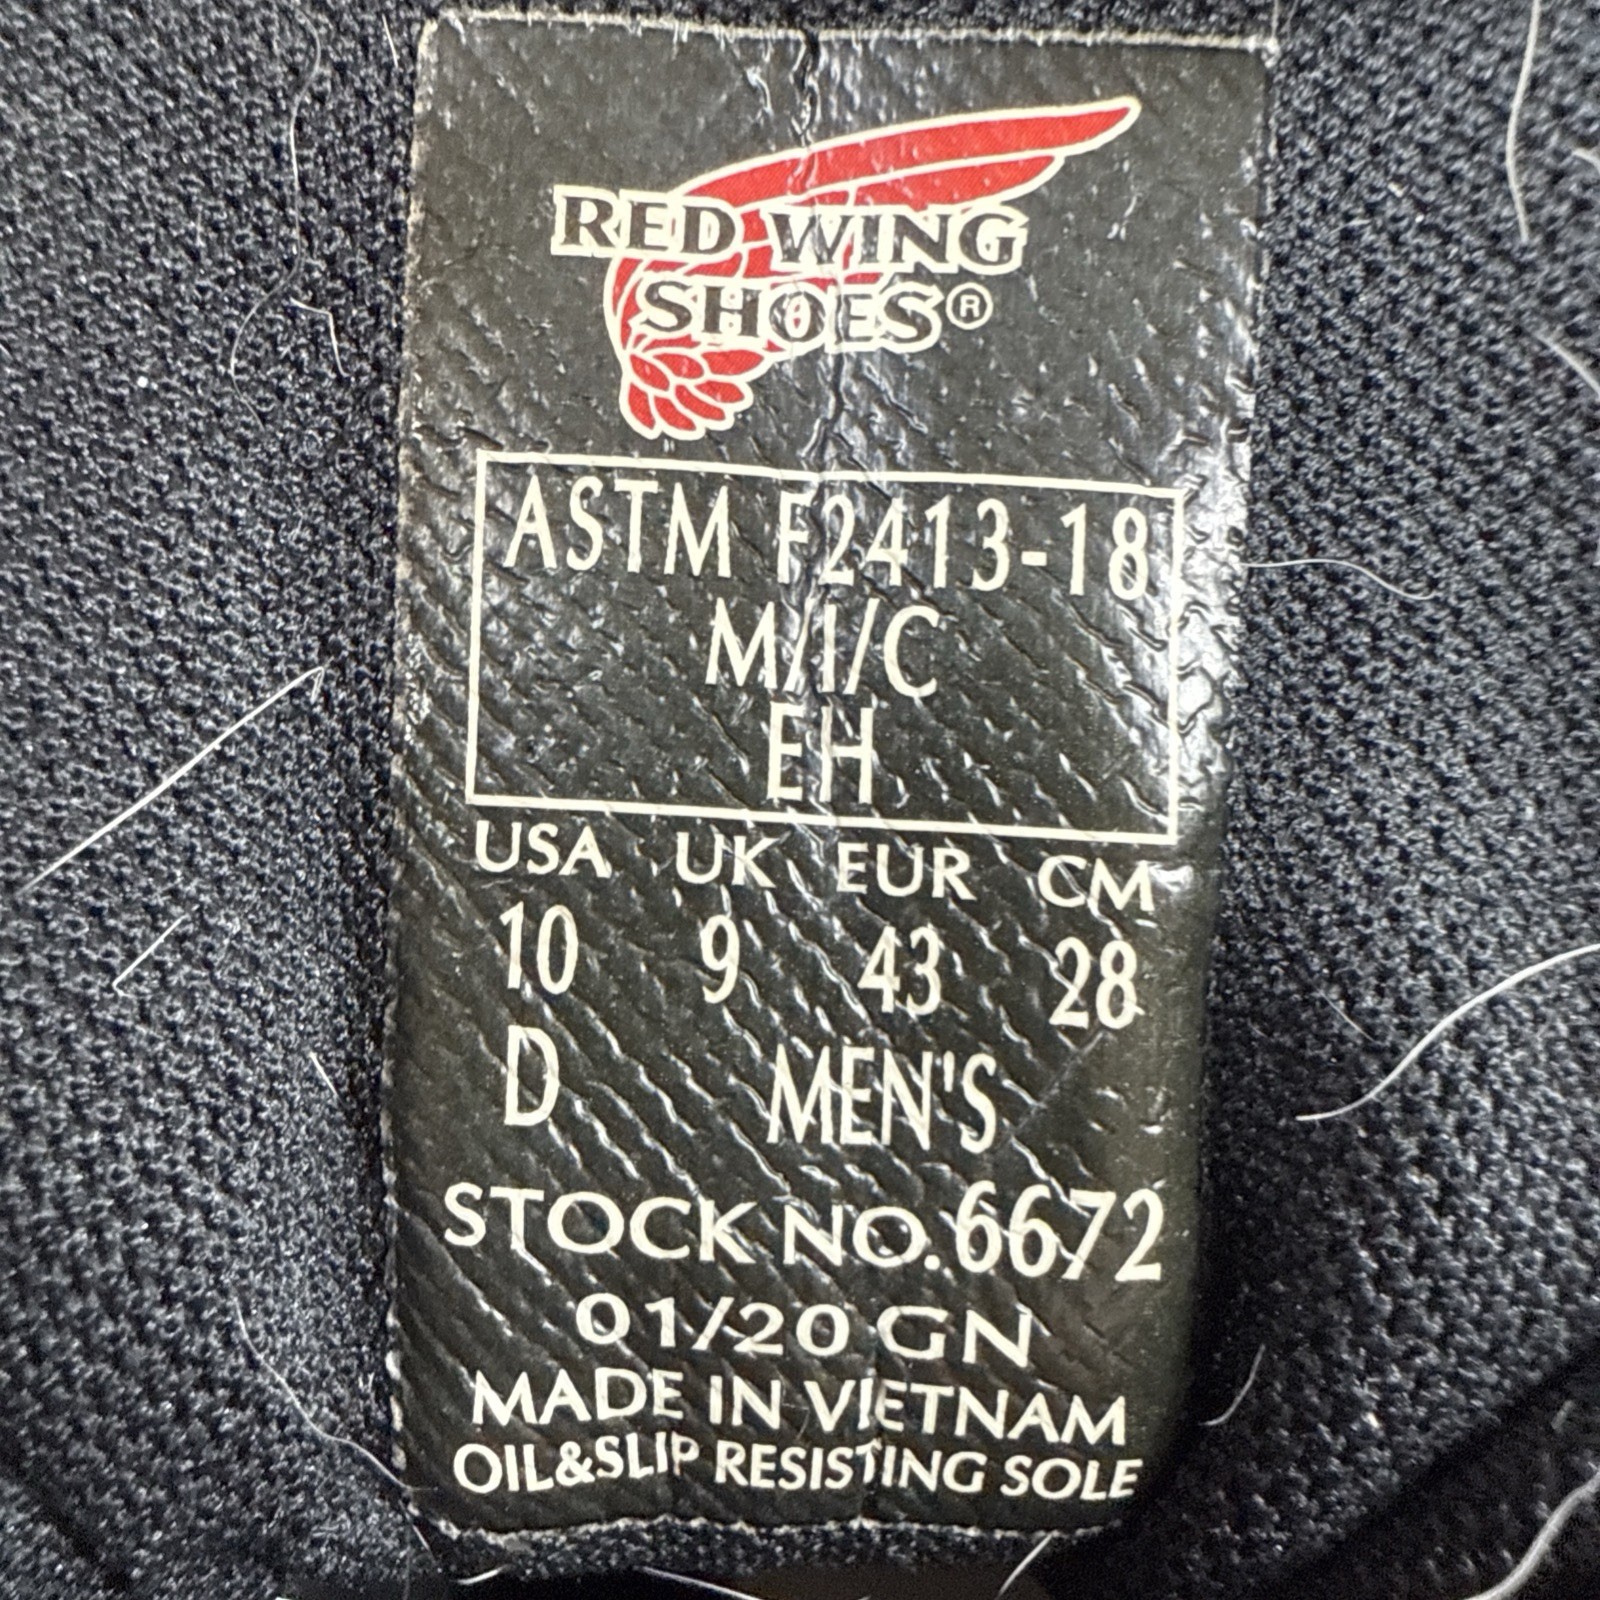 RED WING
SHOES®
ASTM F2413-18
M/I/C
EH
USA UK EUR CM
10 9 43 28
D MEN'S
STOCK NO.6672
01/20 GN
MADE IN VIETNAM
OIL&SLIP RESISTING SOLE